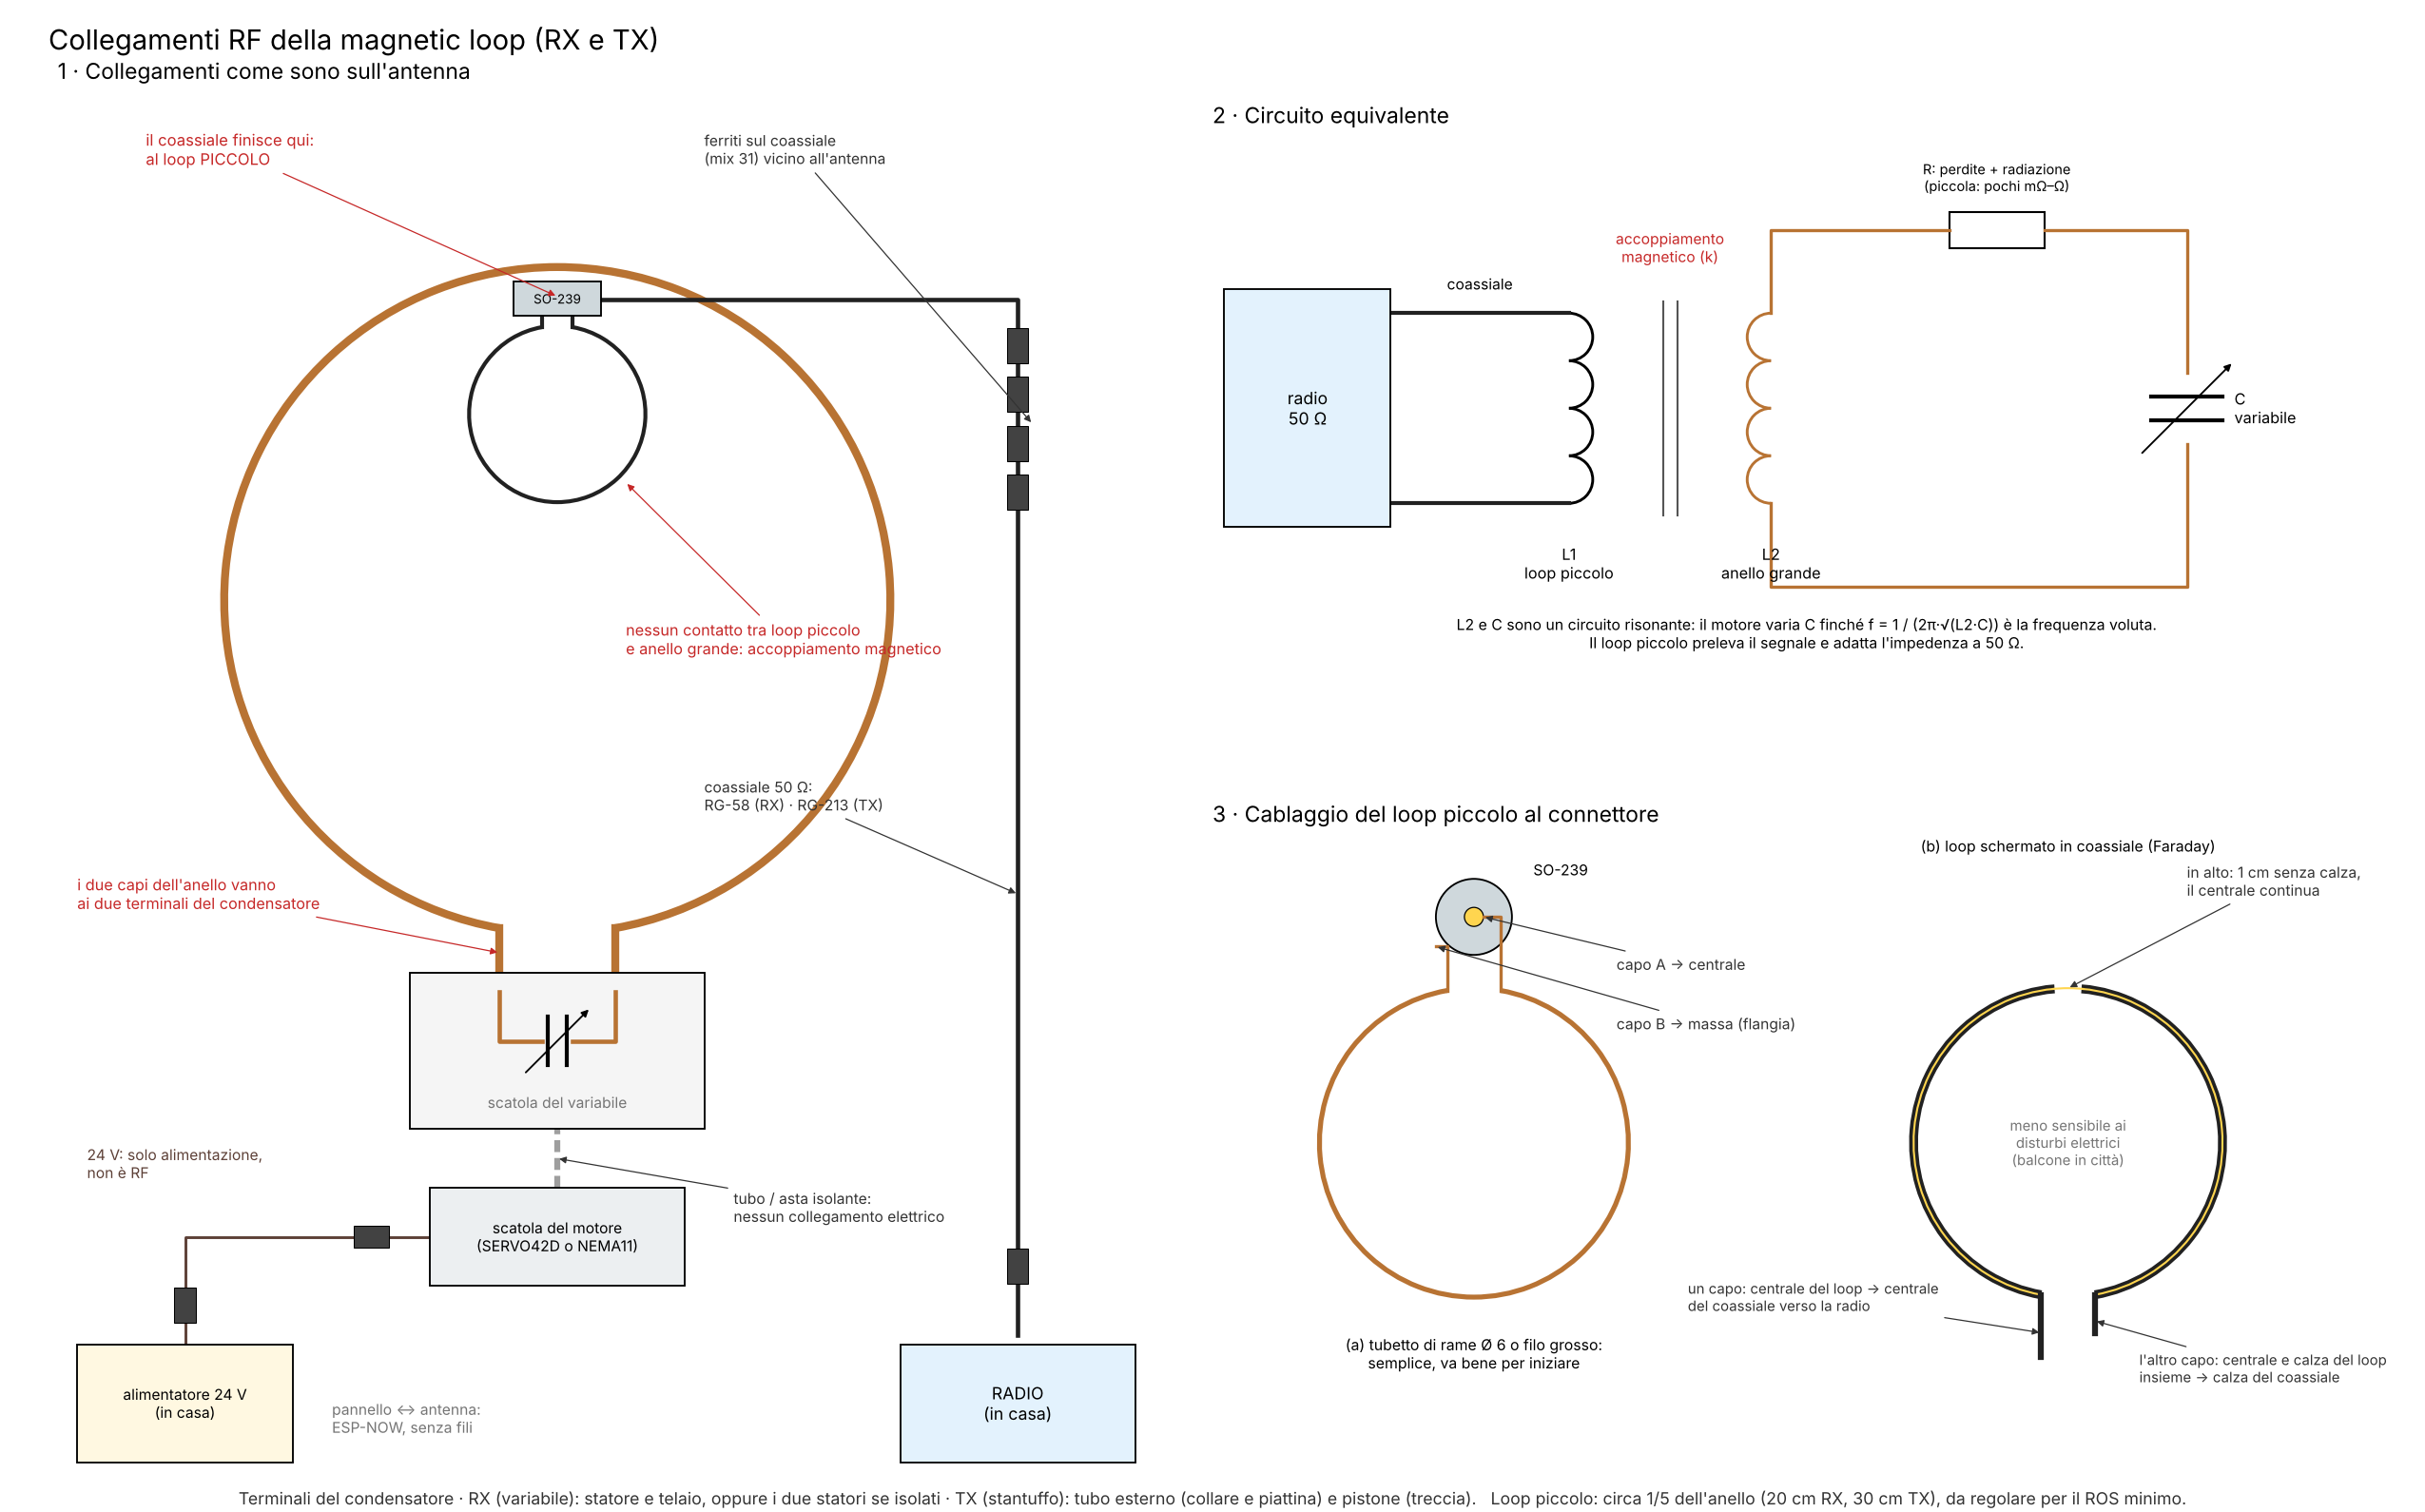 Collegamenti RF della magnetic loop (RX e TX)
1 · Collegamenti come sono sull'antenna
il coassiale finisce qui:
al loop PICCOLO
ferriti sul coassiale
(mix 31) vicino all'antenna
SO-239
nessun contatto tra loop piccolo
e anello grande: accoppiamento magnetico
coassiale 50 Ω:
RG-58 (RX) · RG-213 (TX)
i due capi dell'anello vanno
ai due terminali del condensatore
scatola del variabile
24 V: solo alimentazione,
non è RF
tubo / asta isolante:
nessun collegamento elettrico
scatola del motore
(SERVO42D o NEMA11)
alimentatore 24 V
(in casa)
pannello ↔ antenna:
ESP-NOW, senza fili
RADIO
(in casa)
2 · Circuito equivalente
R: perdite + radiazione
(piccola: pochi mΩ–Ω)
accoppiamento
magnetico (k)
coassiale
radio
50 Ω
C
variabile
L1
loop piccolo
L2
anello grande
L2 e C sono un circuito risonante: il motore varia C finché f = 1 / (2π·√(L2·C)) è la frequenza voluta.
Il loop piccolo preleva il segnale e adatta l'impedenza a 50 Ω.
3 · Cablaggio del loop piccolo al connettore
SO-239
capo A → centrale
capo B → massa (flangia)
(a) tubetto di rame Ø 6 o filo grosso:
semplice, va bene per iniziare
(b) loop schermato in coassiale (Faraday)
in alto: 1 cm senza calza,
il centrale continua
meno sensibile ai
disturbi elettrici
(balcone in città)
un capo: centrale del loop → centrale
del coassiale verso la radio
l'altro capo: centrale e calza del loop
insieme → calza del coassiale
Terminali del condensatore · RX (variabile): statore e telaio, oppure i due statori se isolati · TX (stantuffo): tubo esterno (collare e piattina) e pistone (treccia). Loop piccolo: circa 1/5 dell'anello (20 cm RX, 30 cm TX), da regolare per il ROS minimo.